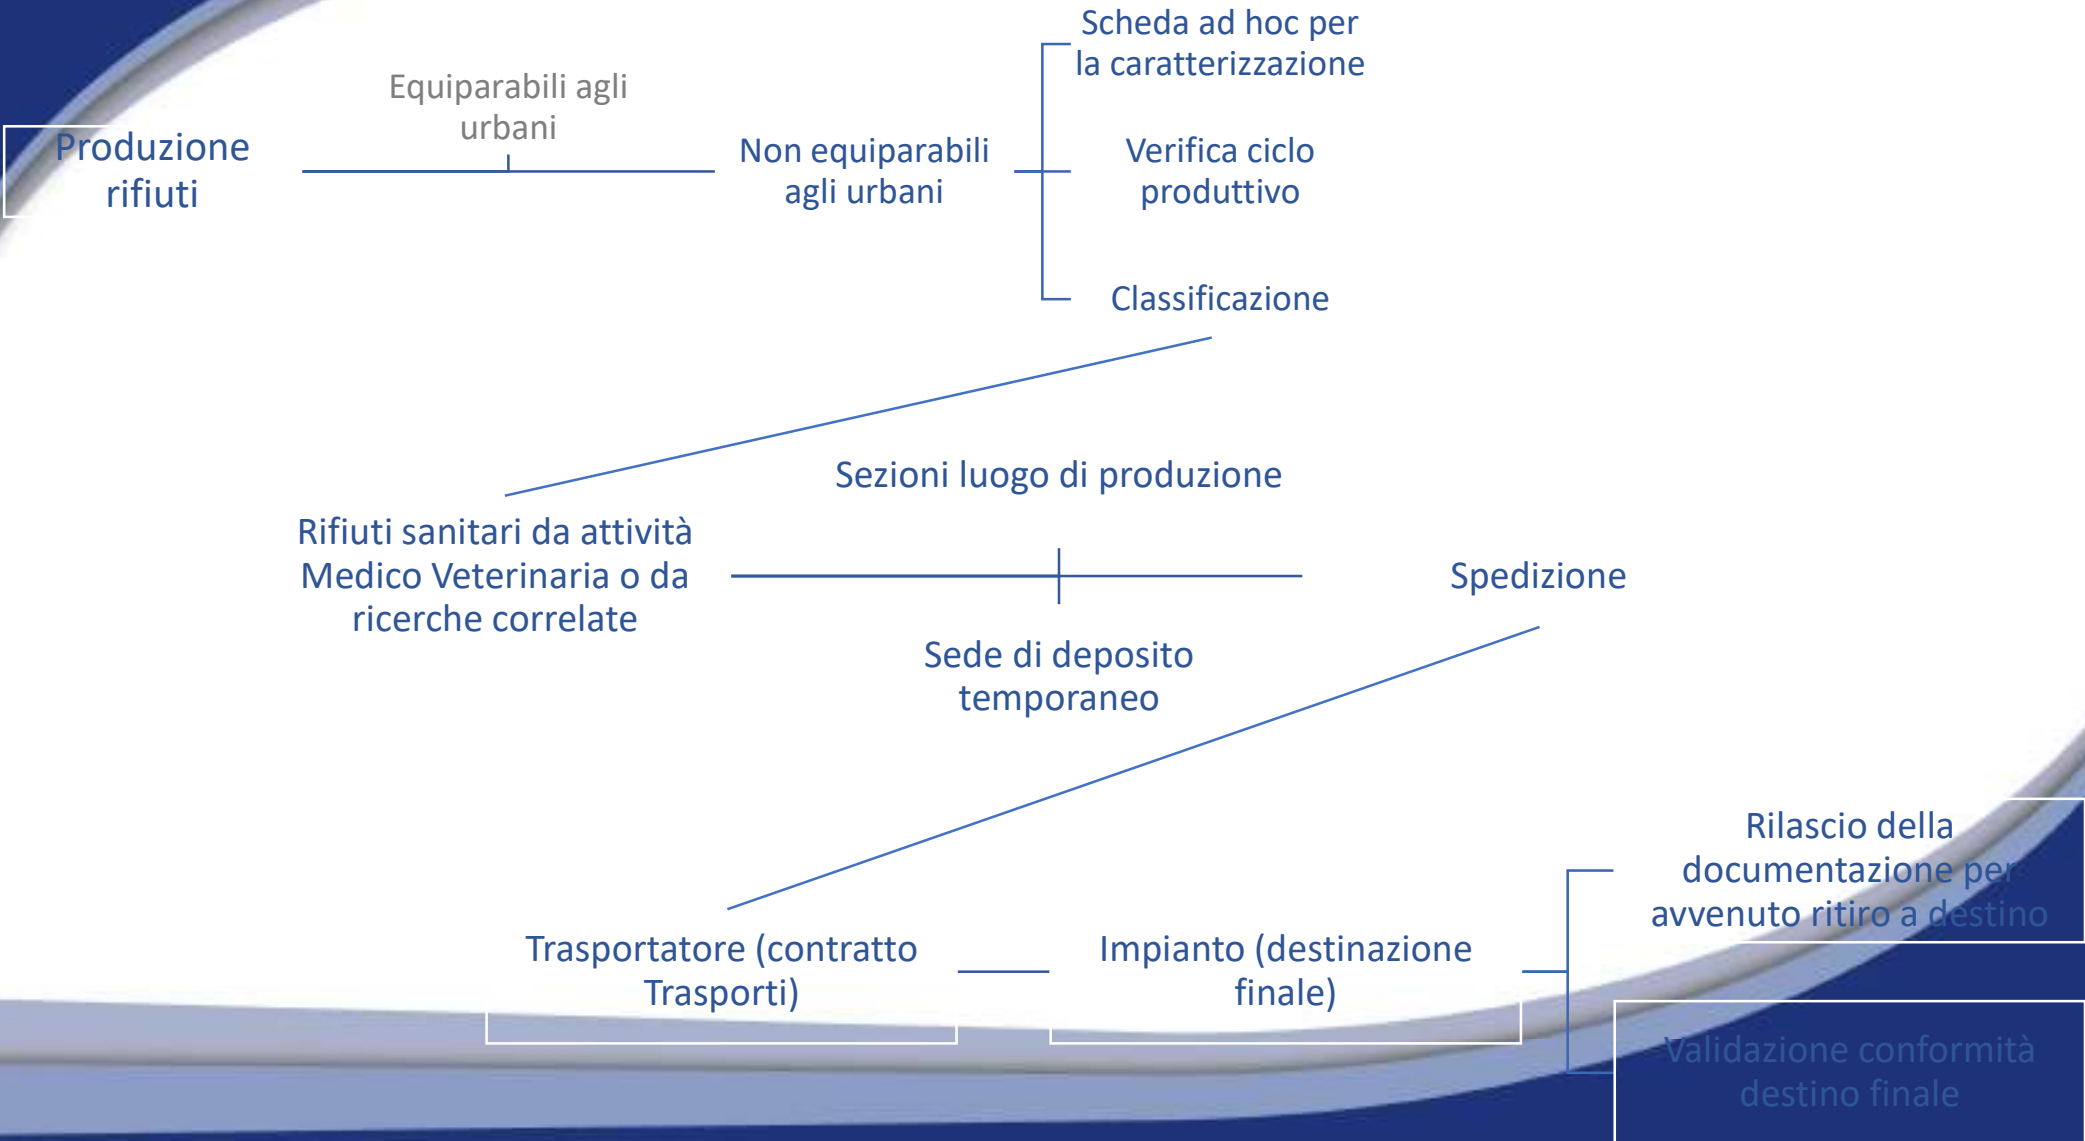 Scheda ad hoc per
la caratterizzazione
Equiparabili agli
urbani
Produzione
rifiuti
Non equiparabili
agli urbani
Verifica ciclo
produttivo
Classificazione
Sezioni luogo di produzione
Rifiuti sanitari da attività
Medico Veterinaria o da
ricerche correlate
Spedizione
Sede di deposito
temporaneo
Rilascio della
documentazione per
avvenuto ritiro a destino
Trasportatore (contratto
Trasporti)
Impianto (destinazione
finale)
Validazione conformità
destino finale